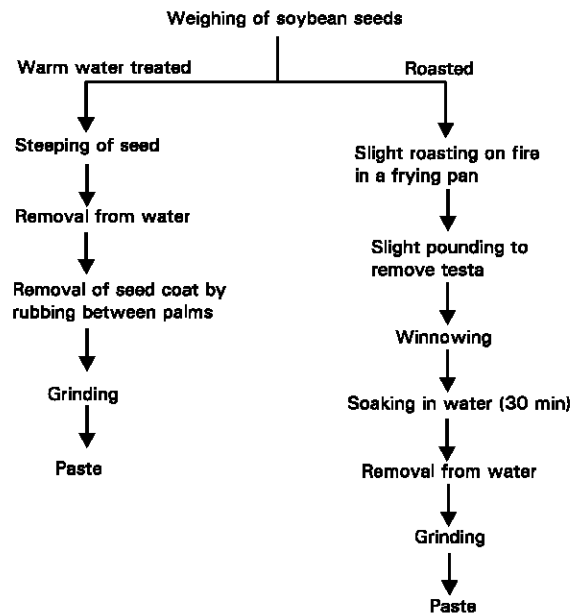 Weighing of soybean seeds
Warm water treated
Roasted
Steeping of seed
Removal from water
Removal of seed coat by
rubbing between palms
Grinding
Paste
Slight roasting on fire
in a frying pan
Slight pounding to
remove testa
Winnowing
Soaking in water (30 min)
Removal from water
Grinding
Paste